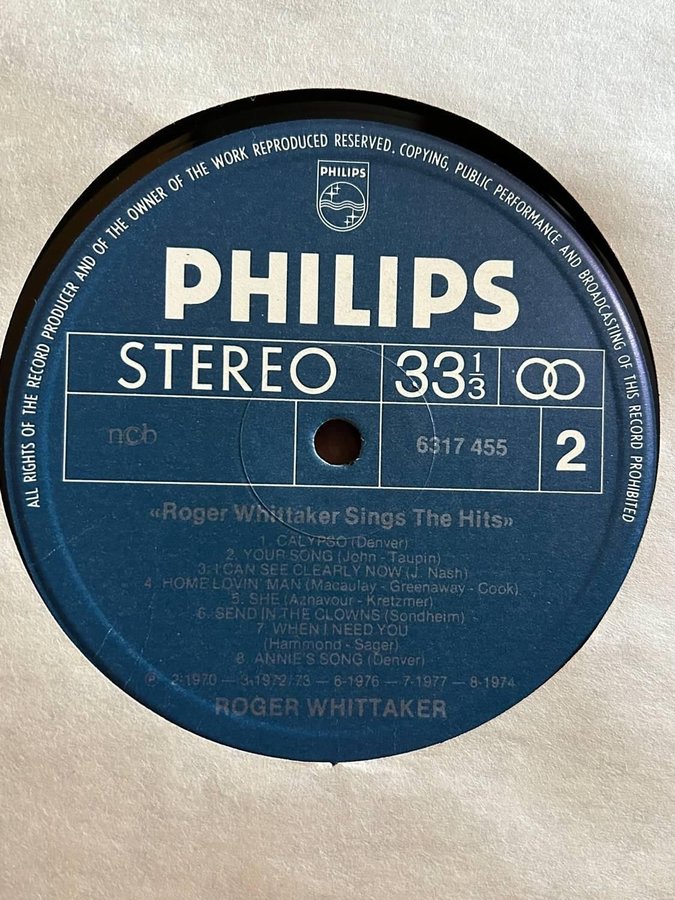 ALL RIGHTS OF THE RECORD PRODUCER AND OF THE OWNER OF THE WORK REPRODUCED RESERVED. COPYING, PUBLIC PERFORMANCE AND BROADCASTING OF THIS RECORD PROHIBITED
PHILIPS
PHILIPS
STEREO 33 1/3
ncb 6317 455 2
«Roger Whittaker Sings The Hits»
1. CALYPSO (Denver)
2. YOUR SONG (John - Taupin)
3. I CAN SEE CLEARLY NOW (J. Nash)
4. HOME LOVIN' MAN (Macaulay - Greenaway - Cook)
5. SHE (Aznavour - Kretzmer)
6. SEND IN THE CLOWNS (Sondheim)
7. WHEN I NEED YOU
(Hammond - Sager)
8. ANNIE'S SONG (Denver)
℗ 2-1970 — 3-1972/73 — 6-1976 — 7-1977 — 8-1974
ROGER WHITTAKER